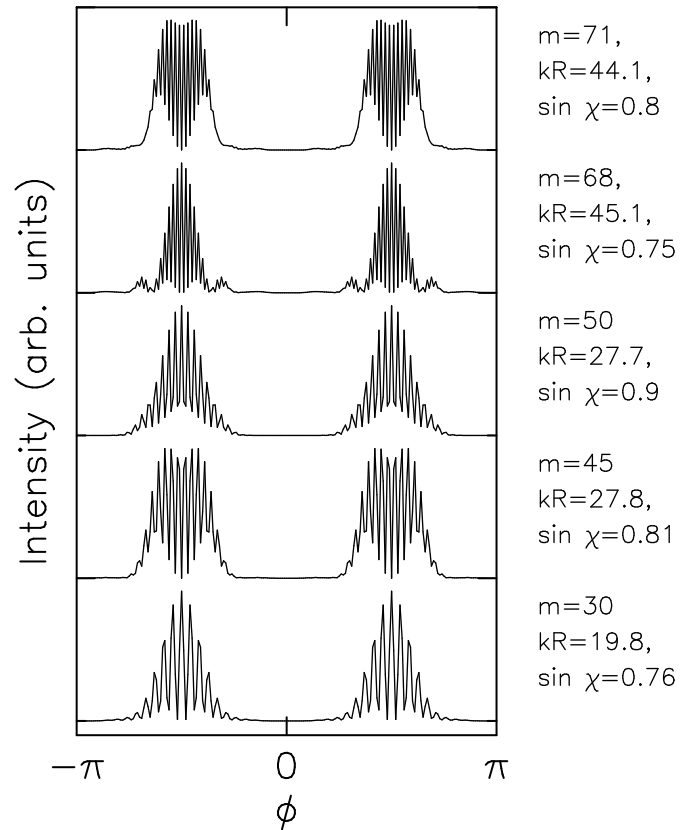 m=71,
kR=44.1,
sin χ=0.8
m=68,
kR=45.1,
sin χ=0.75
m=50
kR=27.7,
sin χ=0.9
m=45
kR=27.8,
sin χ=0.81
m=30
kR=19.8,
sin χ=0.76
Intensity (arb. units)
−π 0 π
ϕ